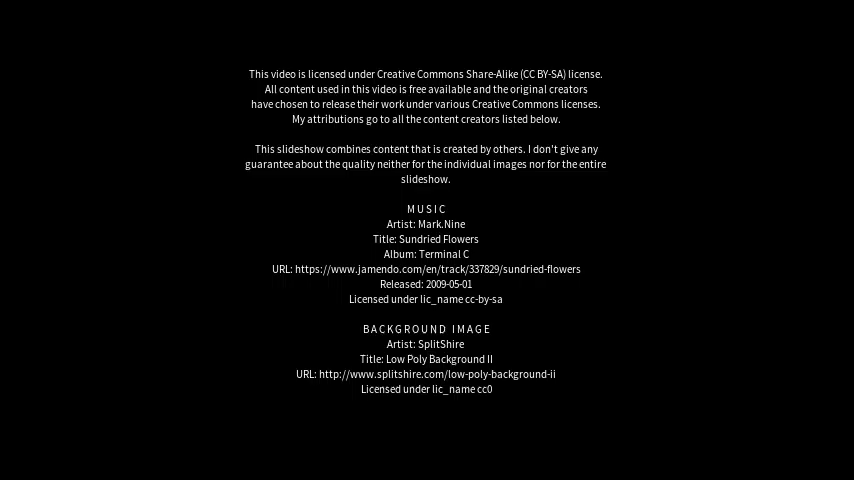 This video is licensed under Creative Commons Share-Alike (CC BY-SA) license.
All content used in this video is free available and the original creators
have chosen to release their work under various Creative Commons licenses.
My attributions go to all the content creators listed below.
This slideshow combines content that is created by others. I don't give any
guarantee about the quality neither for the individual images nor for the entire
slideshow.
MUSIC
Artist: Mark.Nine
Title: Sundried Flowers
Album: Terminal C
URL: https://www.jamendo.com/en/track/337829/sundried-flowers
Released: 2009-05-01
Licensed under lic_name cc-by-sa
BACKGROUND IMAGE
Artist: SplitShire
Title: Low Poly Background II
URL: http://www.splitshire.com/low-poly-background-ii
Licensed under lic_name cc0